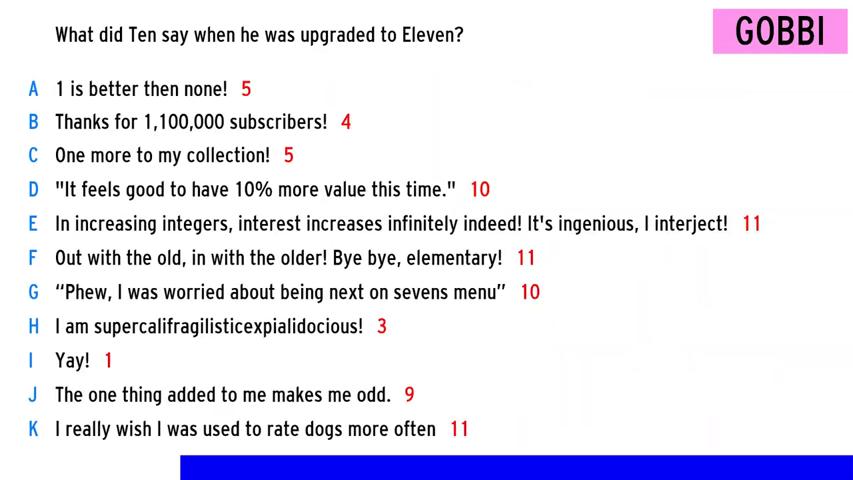 What did Ten say when he was upgraded to Eleven?
GOBBI
A 1 is better then none! 5
B Thanks for 1,100,000 subscribers! 4
C One more to my collection! 5
D "It feels good to have 10% more value this time." 10
E In increasing integers, interest increases infinitely indeed! It's ingenious, I interject! 11
F Out with the old, in with the older! Bye bye, elementary! 11
G “Phew, I was worried about being next on sevens menu” 10
H I am supercalifragilisticexpialidocious! 3
I Yay! 1
J The one thing added to me makes me odd. 9
K I really wish I was used to rate dogs more often 11